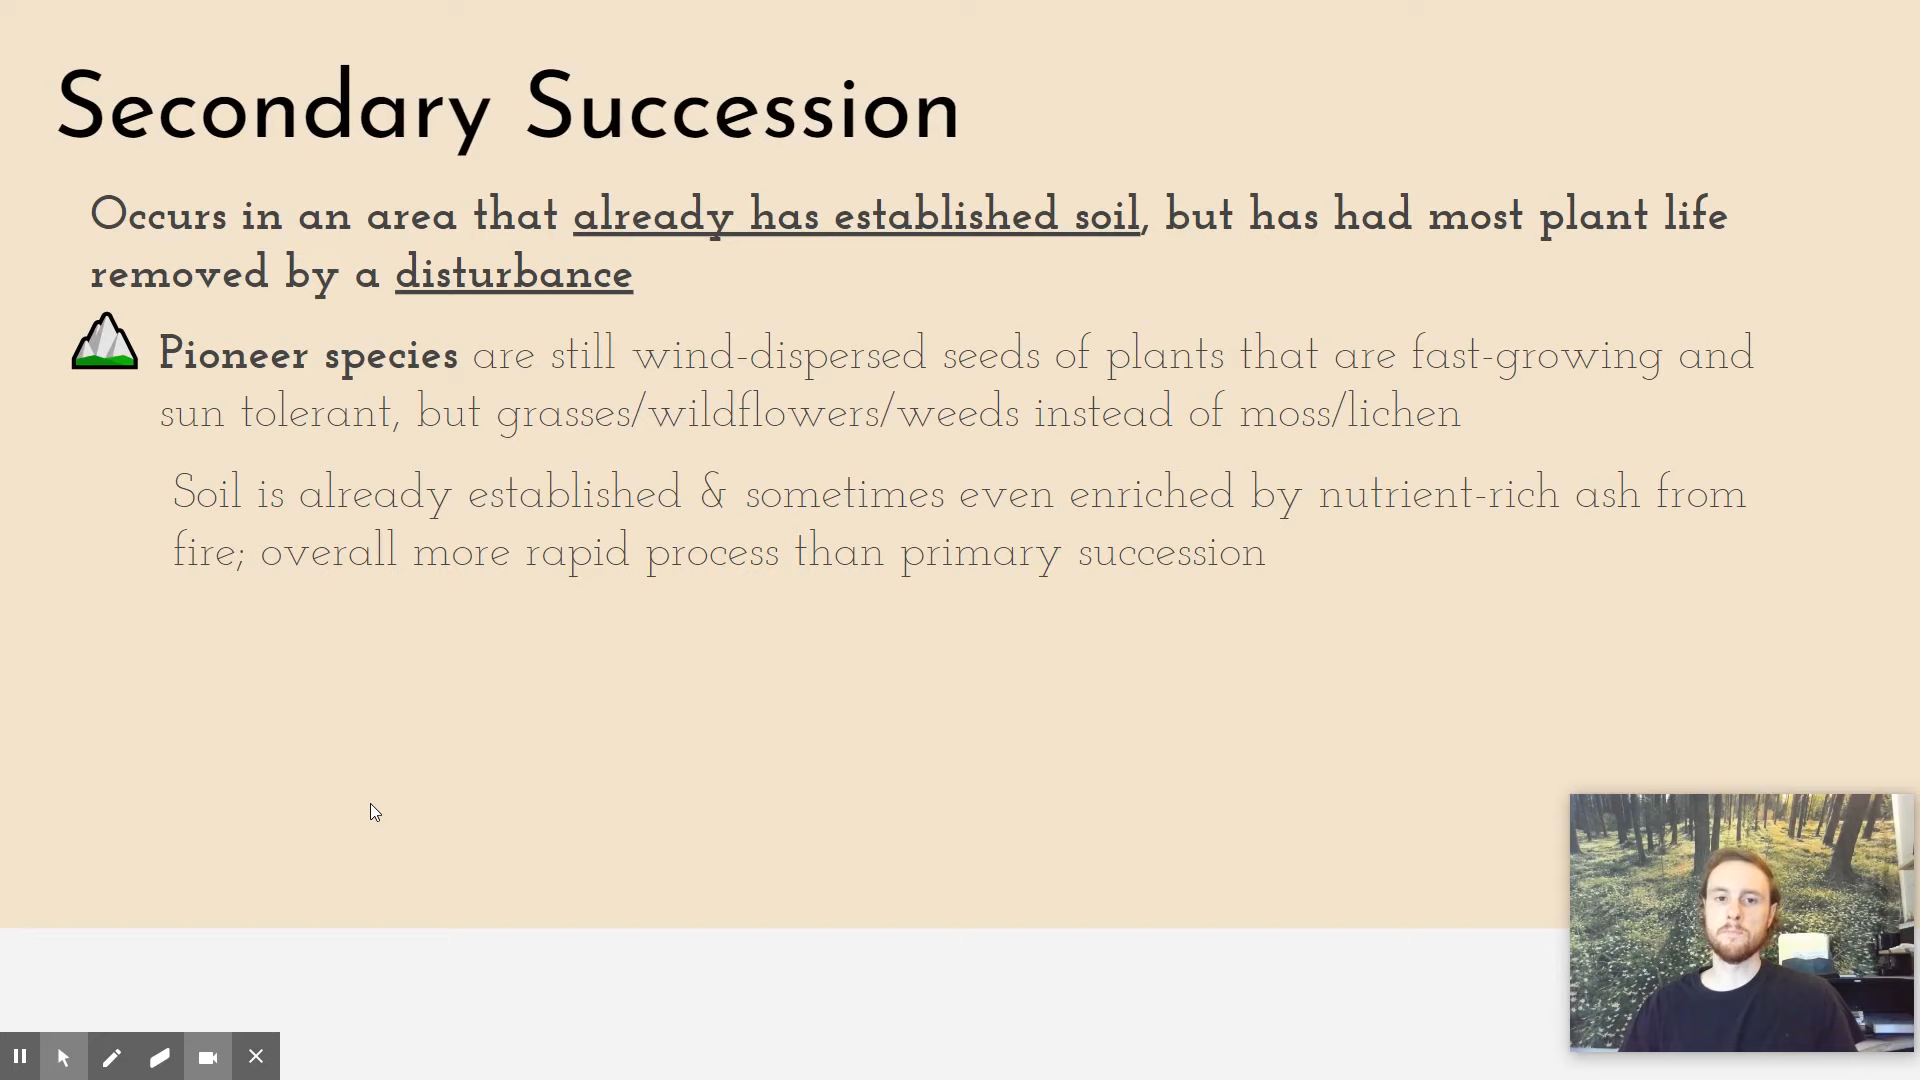 Secondary Succession
Occurs in an area that already has established soil, but has had most plant life
removed by a disturbance
Pioneer species are still wind-dispersed seeds of plants that are fast-growing and
sun tolerant, but grasses/wildflowers/weeds instead of moss/lichen
Soil is already established & sometimes even enriched by nutrient-rich ash from
fire; overall more rapid process than primary succession